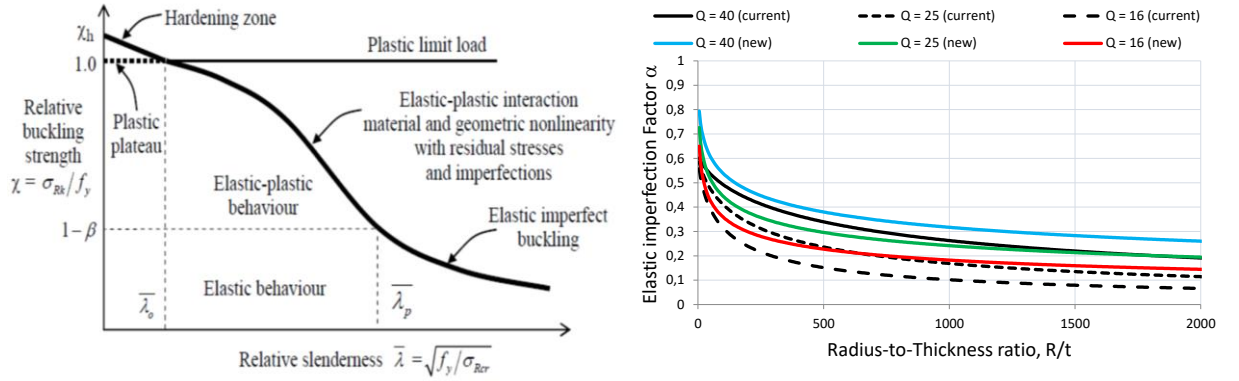 Hardening zone
χh
Plastic limit load
1.0
Relative
buckling
strength
χ = σRk/fy
Plastic
plateau
Elastic-plastic interaction
material and geometric nonlinearity
with residual stresses
and imperfections
Elastic-plastic
behaviour
1−β
Elastic imperfect
buckling
Elastic behaviour
λ̅o
λ̅p
Relative slenderness λ̅ = √fy/σRcr
Q = 40 (current) Q = 25 (current) Q = 16 (current)
Q = 40 (new) Q = 25 (new) Q = 16 (new)
Elastic imperfection Factor α
1
0,9
0,8
0,7
0,6
0,5
0,4
0,3
0,2
0,1
0
0 500 1000 1500 2000
Radius-to-Thickness ratio, R/t